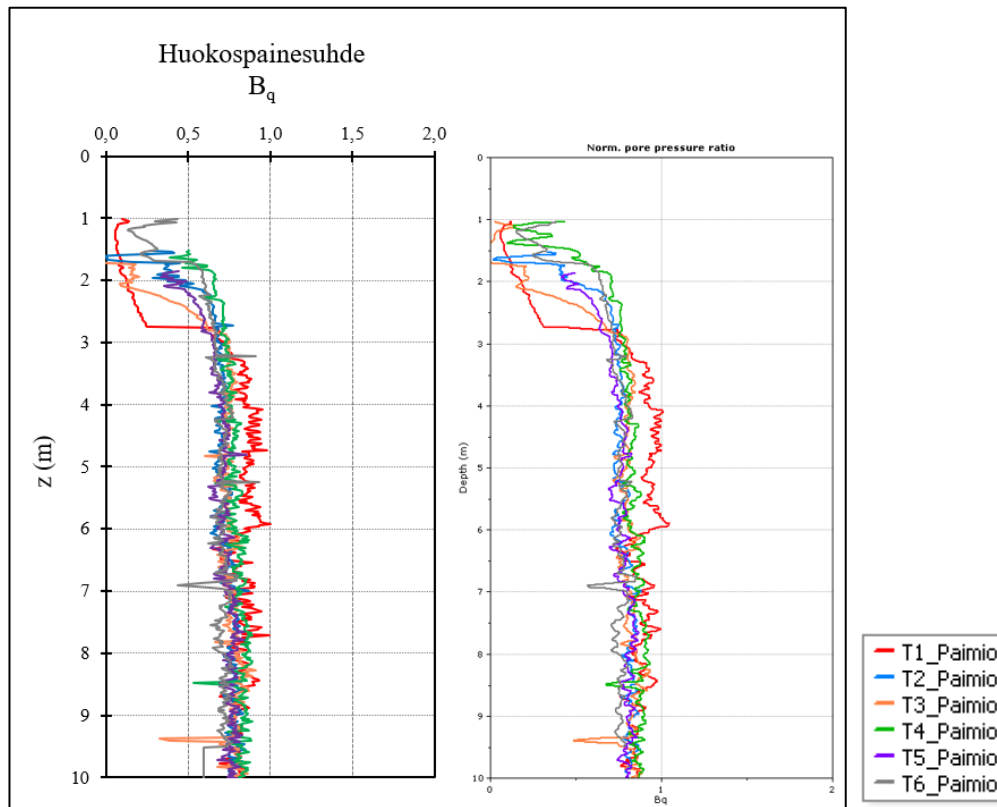 Huokospainesuhde
Bq
0,0 0,5 1,0 1,5 2,0
0
1
2
3
4
5
6
7
8
9
10
z (m)
Norm. pore pressure ratio
0
1
2
3
4
5
6
7
8
9
10
Depth (m)
0 1 2
Bq
T1_Paimio
T2_Paimio
T3_Paimio
T4_Paimio
T5_Paimio
T6_Paimio